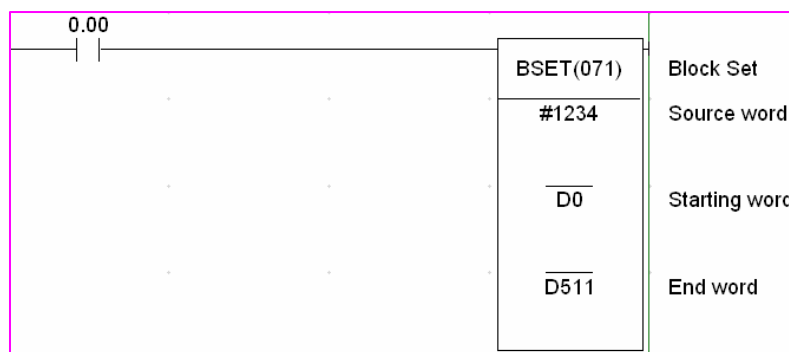 0.00
BSET(071) Block Set
#1234 Source word
D0 Starting word
D511 End word